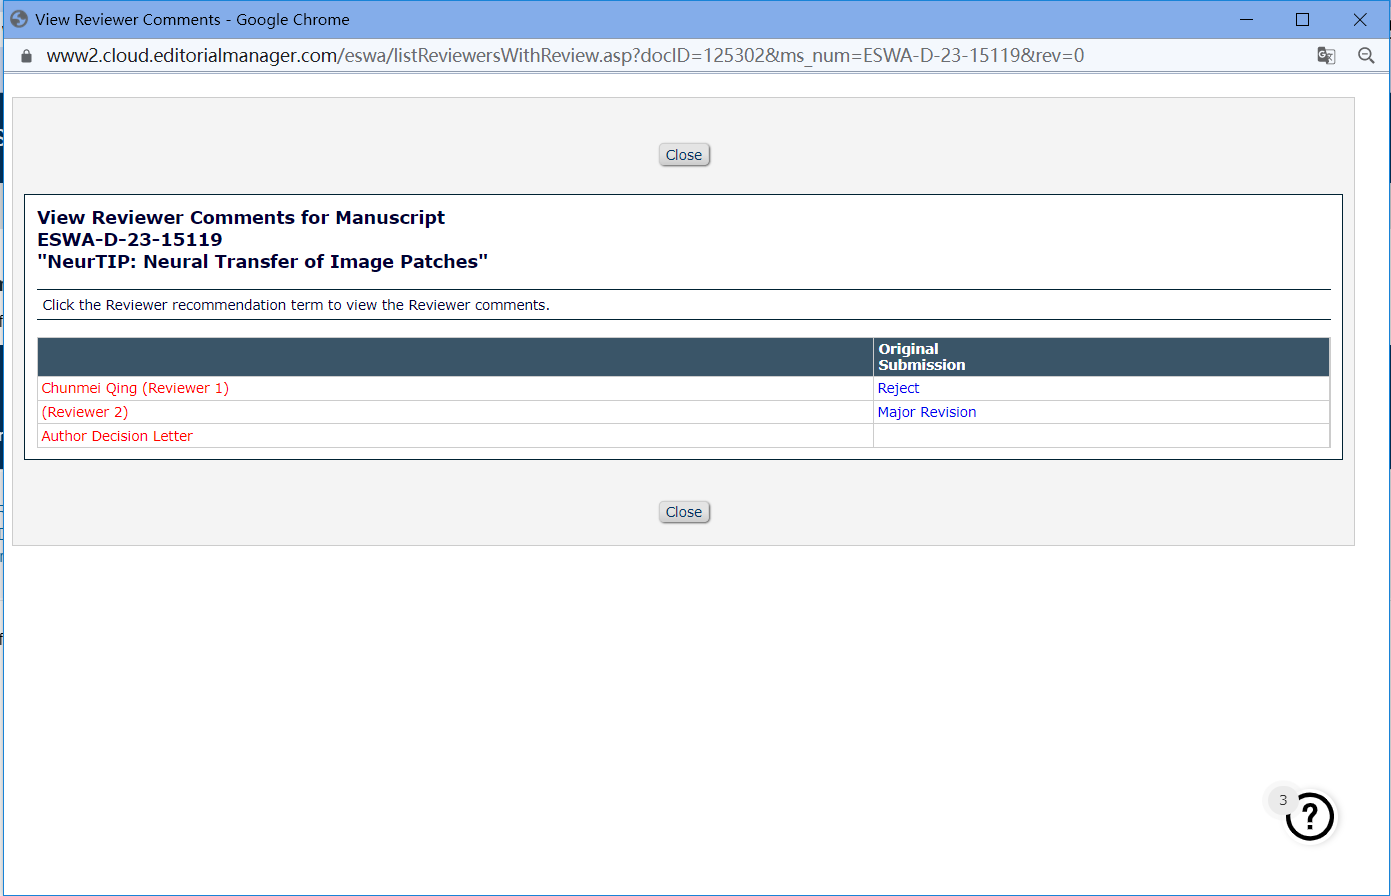 View Reviewer Comments - Google Chrome
www2.cloud.editorialmanager.com/eswa/listReviewersWithReview.asp?docID=125302&ms_num=ESWA-D-23-15119&rev=0
Close
View Reviewer Comments for Manuscript
ESWA-D-23-15119
"NeurTIP: Neural Transfer of Image Patches"
Click the Reviewer recommendation term to view the Reviewer comments.
Original
Submission
Chunmei Qing (Reviewer 1) Reject
(Reviewer 2) Major Revision
Author Decision Letter
Close
3
?